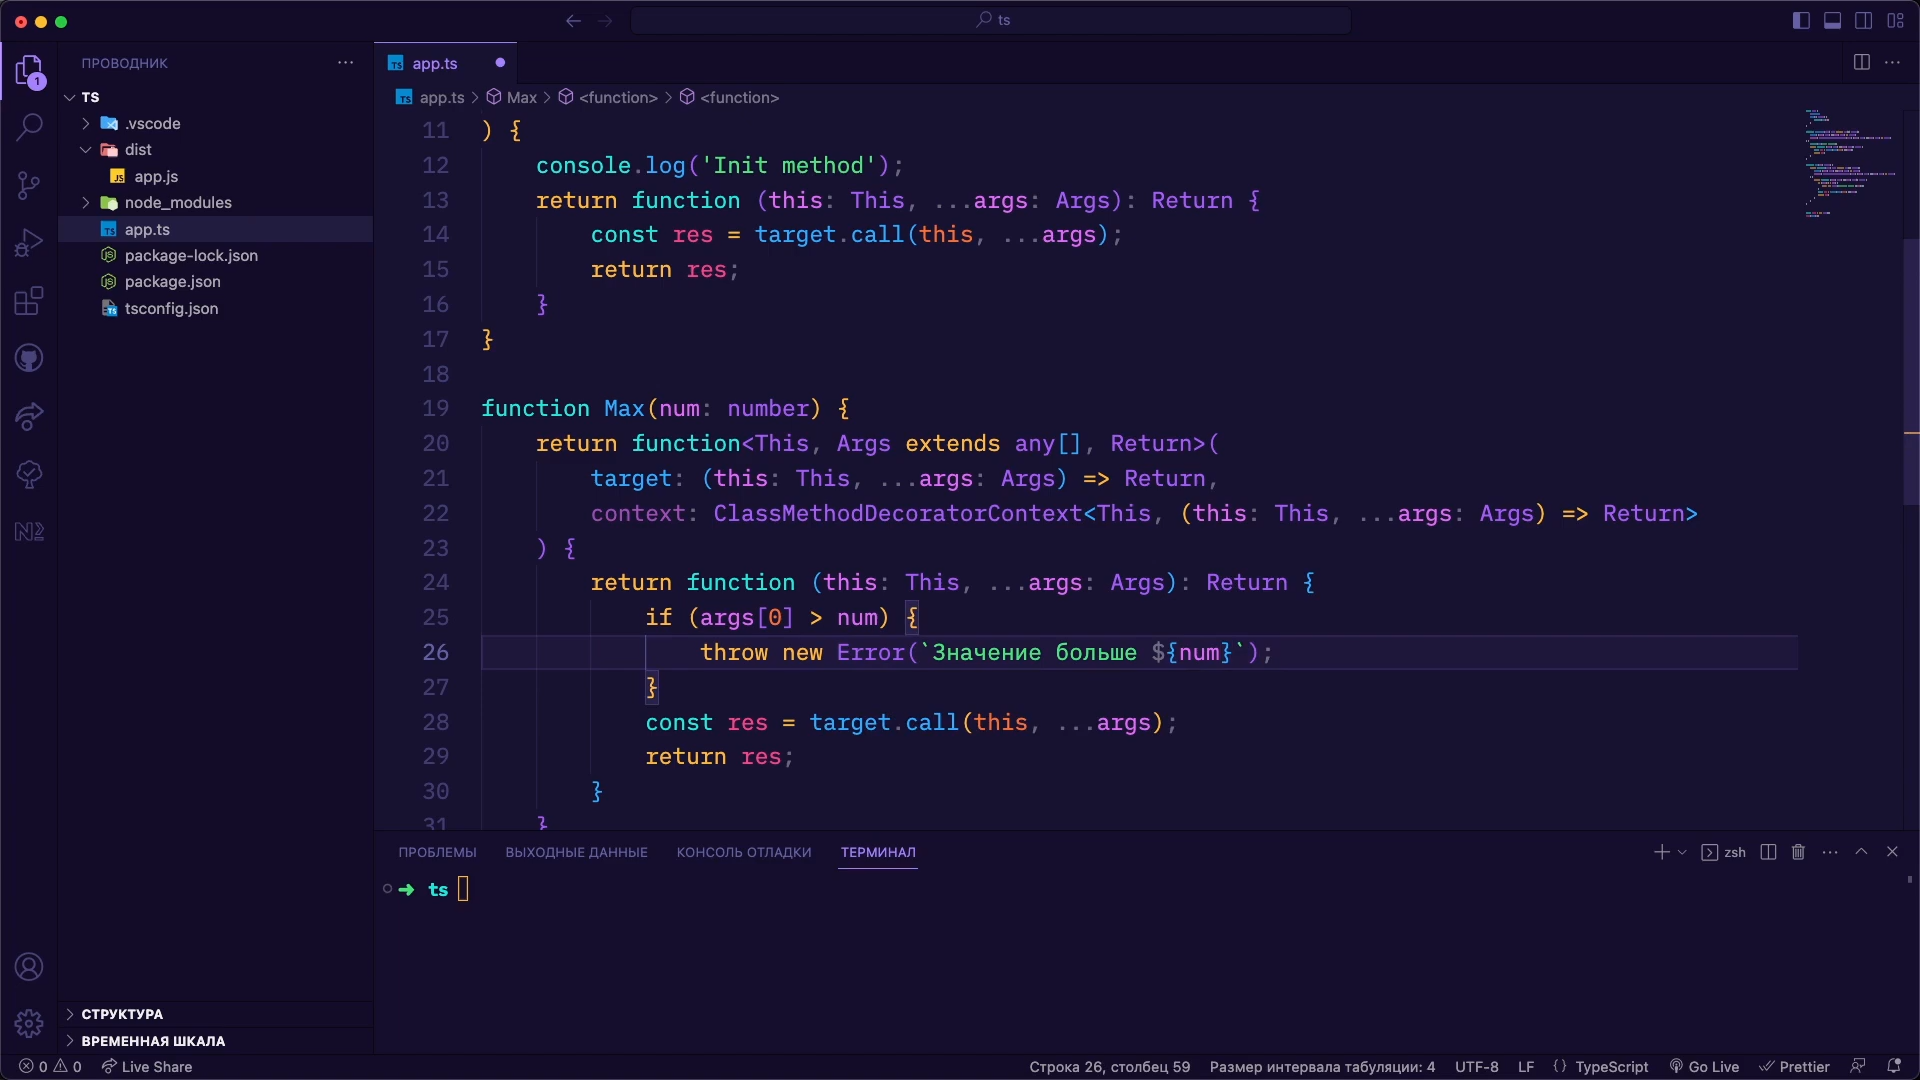 ts
ПРОВОДНИК
1
TS
.vscode
dist
app.js
node_modules
app.ts
package-lock.json
package.json
tsconfig.json
СТРУКТУРА
ВРЕМЕННАЯ ШКАЛА
app.ts
app.ts > Max > <function> > <function>
11 ) {
12 console.log('Init method');
13 return function (this: This, ...args: Args): Return {
14 const res = target.call(this, ...args);
15 return res;
16 }
17 }
18
19 function Max(num: number) {
20 return function<This, Args extends any[], Return>(
21 target: (this: This, ...args: Args) => Return,
22 context: ClassMethodDecoratorContext<This, (this: This, ...args: Args) => Return>
23 ) {
24 return function (this: This, ...args: Args): Return {
25 if (args[0] > num) {
26 throw new Error(`Значение больше ${num}`);
27 }
28 const res = target.call(this, ...args);
29 return res;
30 }
31 }
ПРОБЛЕМЫ ВЫХОДНЫЕ ДАННЫЕ КОНСОЛЬ ОТЛАДКИ ТЕРМИНАЛ
zsh
➜ ts
0 0 Live Share
Строка 26, столбец 59 Размер интервала табуляции: 4 UTF-8 LF {} TypeScript Go Live Prettier